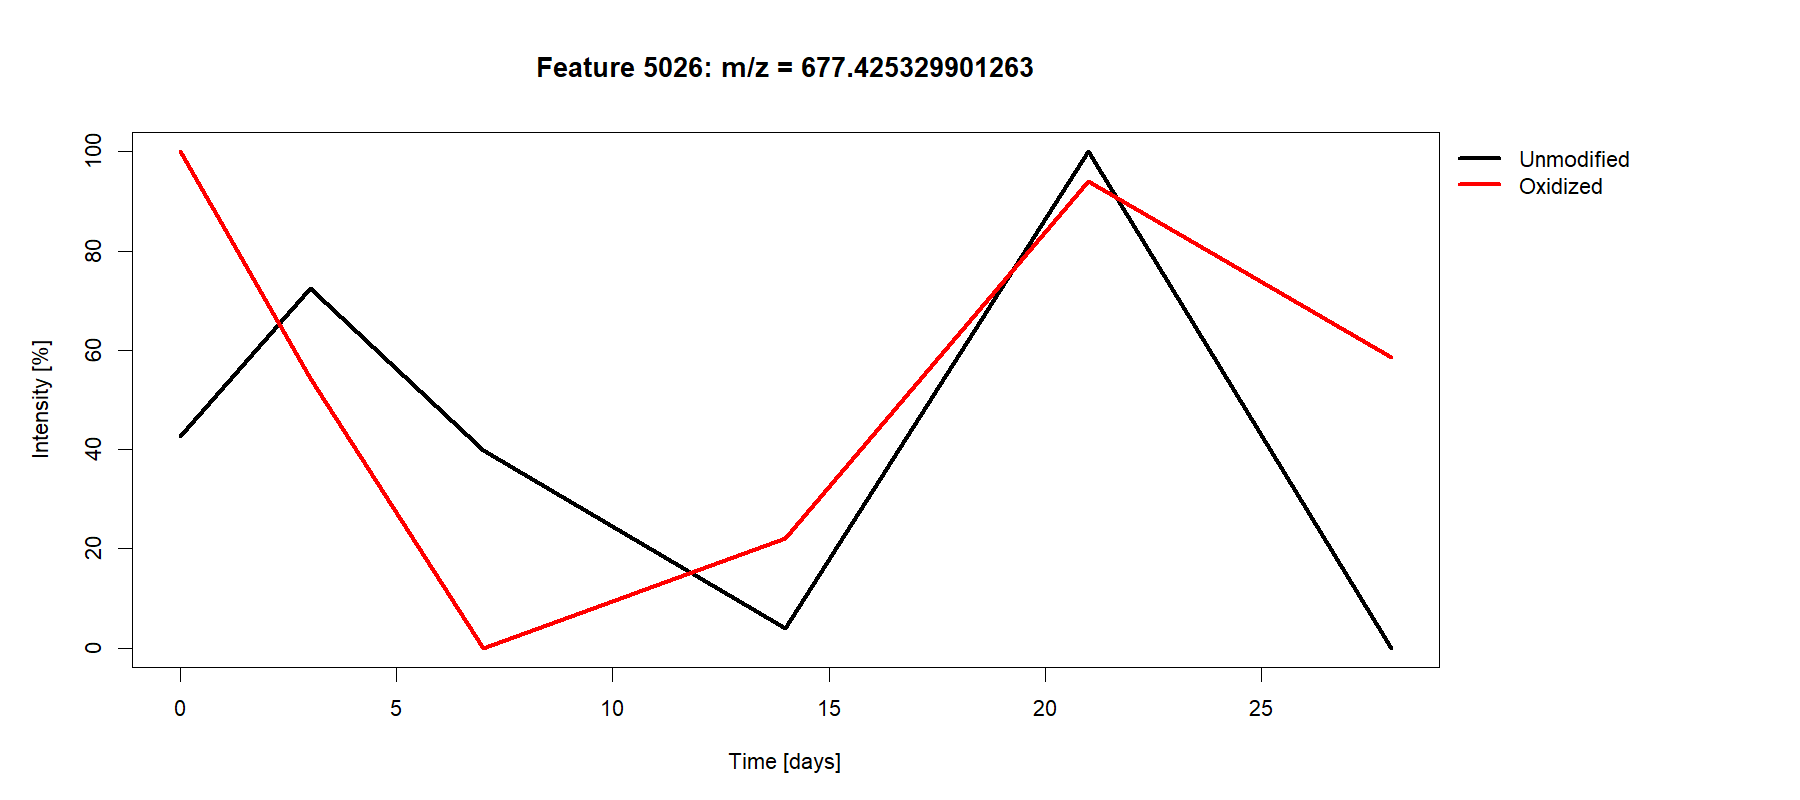 Feature 5026: m/z = 677.425329901263
Unmodified
Oxidized
Intensity [%]
100
80
60
40
20
0
0 5 10 15 20 25
Time [days]